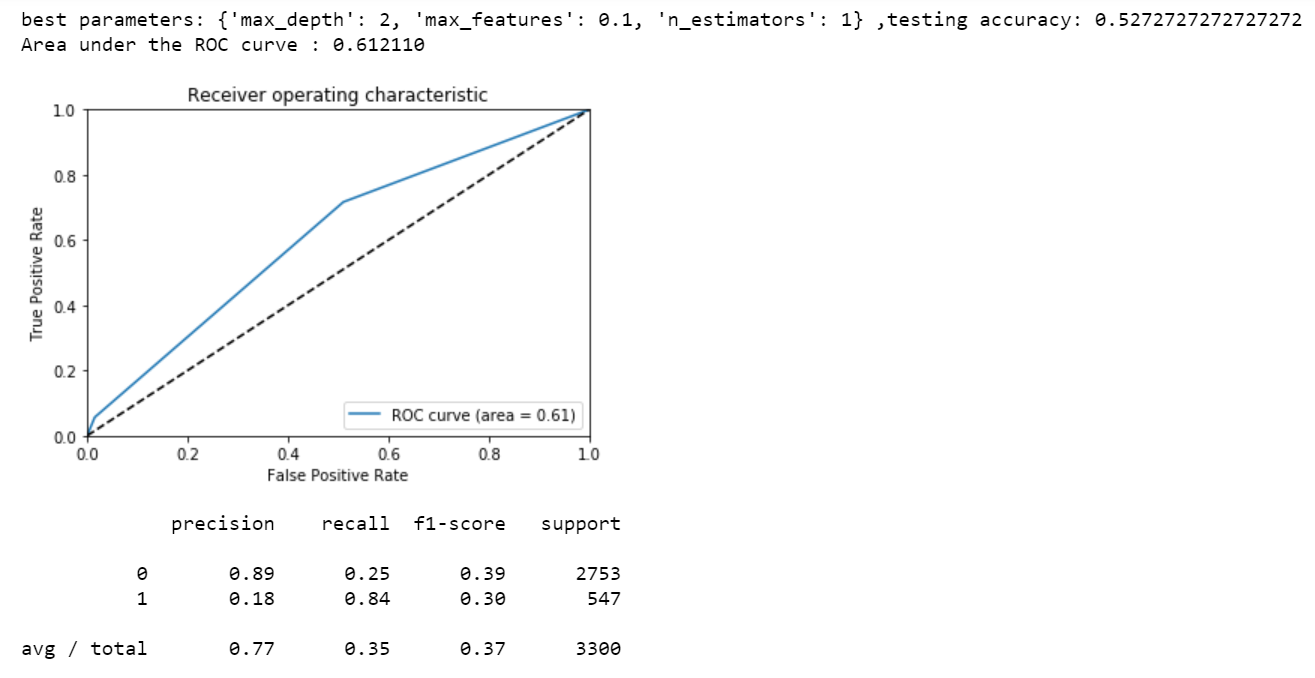 best parameters: {'max_depth': 2, 'max_features': 0.1, 'n_estimators': 1} ,testing accuracy: 0.5272727272727272
Area under the ROC curve : 0.612110
Receiver operating characteristic
1.0
0.8
0.6
0.4
0.2
0.0
True Positive Rate
ROC curve (area = 0.61)
0.0 0.2 0.4 0.6 0.8 1.0
False Positive Rate
precision recall f1-score support
0 0.89 0.25 0.39 2753
1 0.18 0.84 0.30 547
avg / total 0.77 0.35 0.37 3300